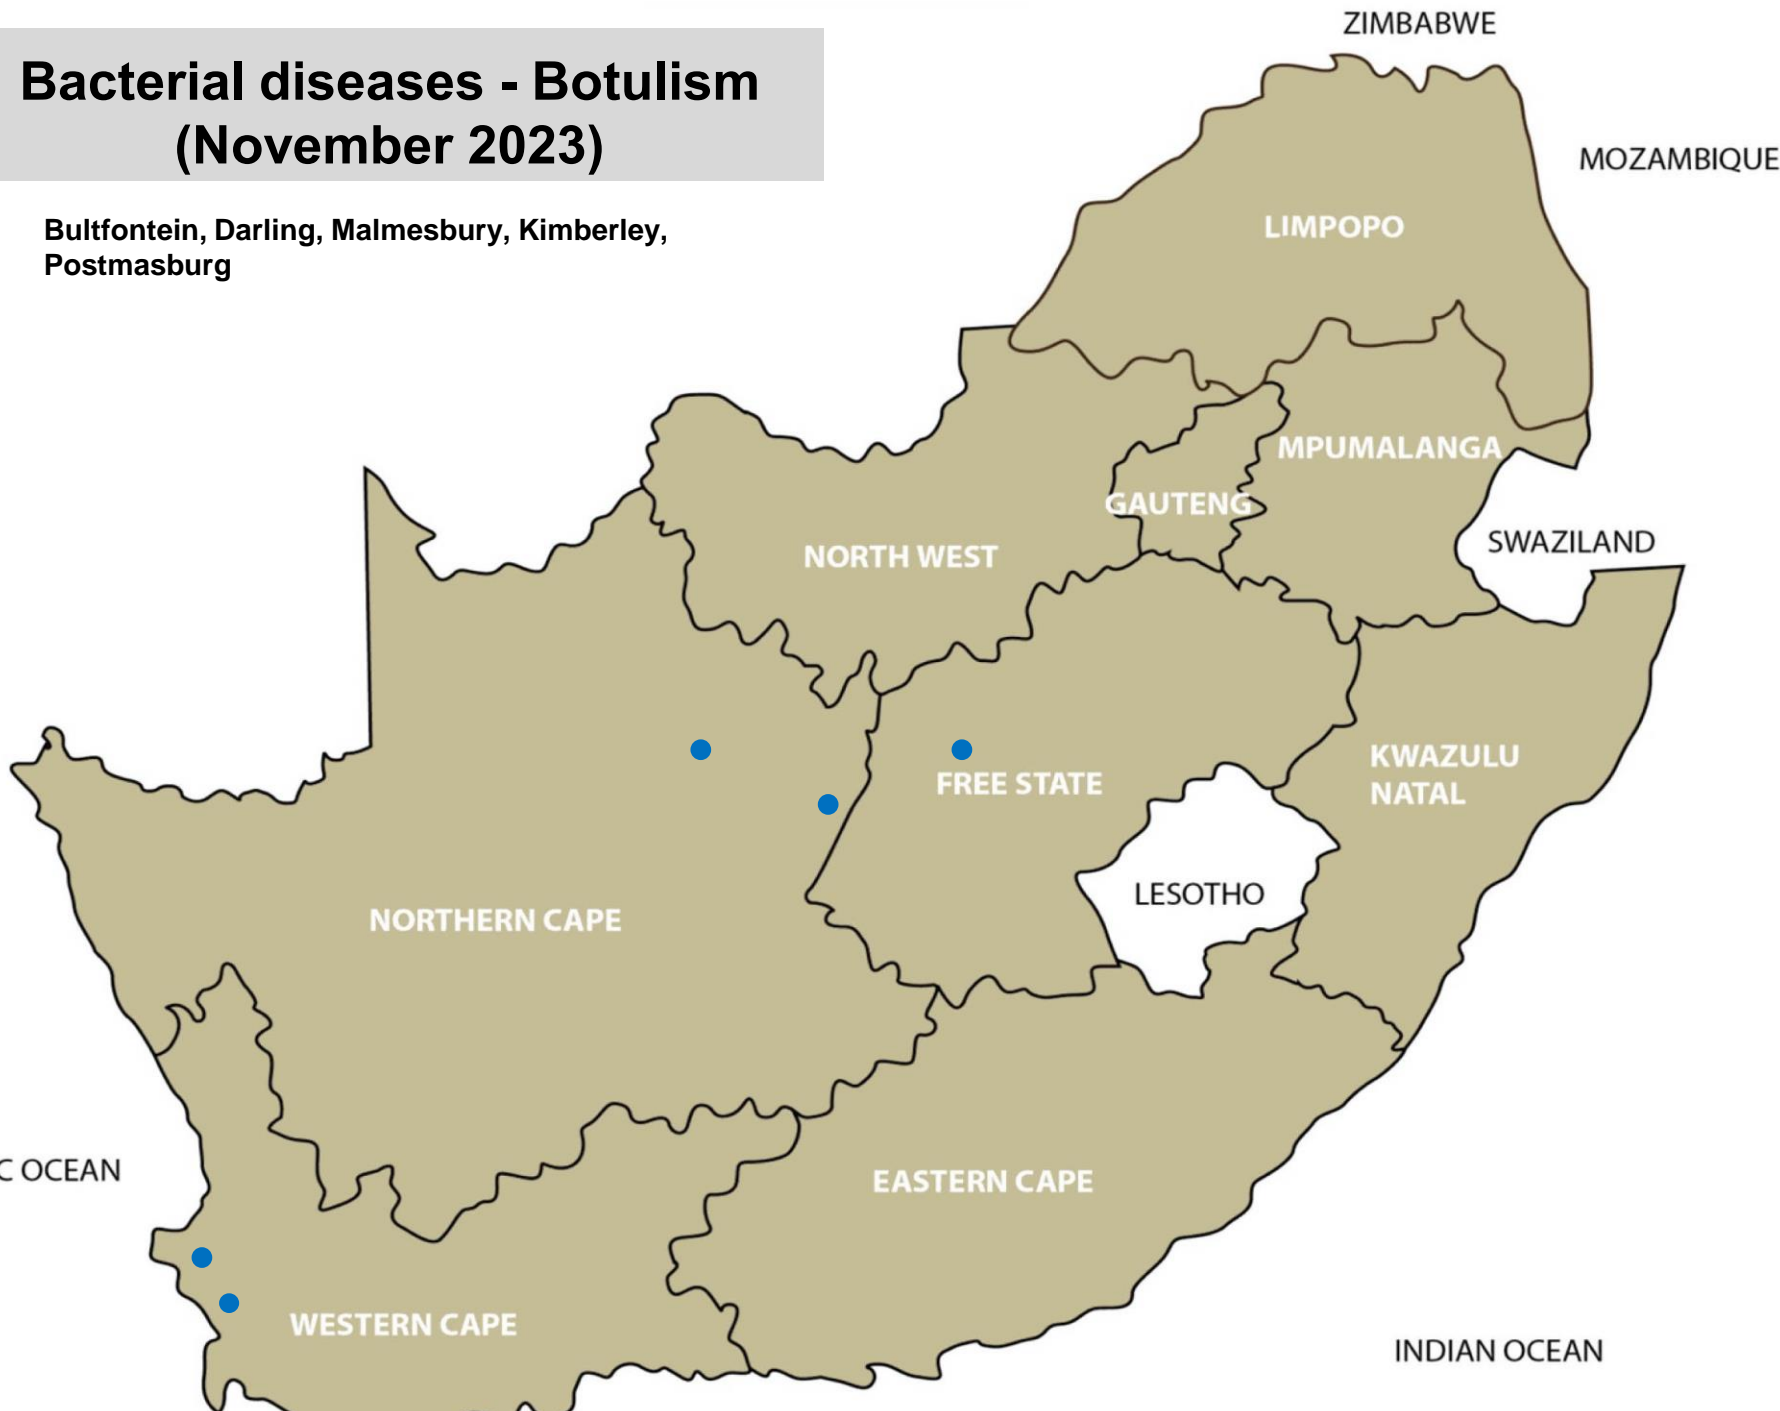 Bacterial diseases - Botulism
(November 2023)
Bultfontein, Darling, Malmesbury, Kimberley,
Postmasburg
ZIMBABWE
MOZAMBIQUE
LIMPOPO
MPUMALANGA
GAUTENG
SWAZILAND
NORTH WEST
KWAZULU
NATAL
FREE STATE
LESOTHO
NORTHERN CAPE
C OCEAN
EASTERN CAPE
WESTERN CAPE
INDIAN OCEAN